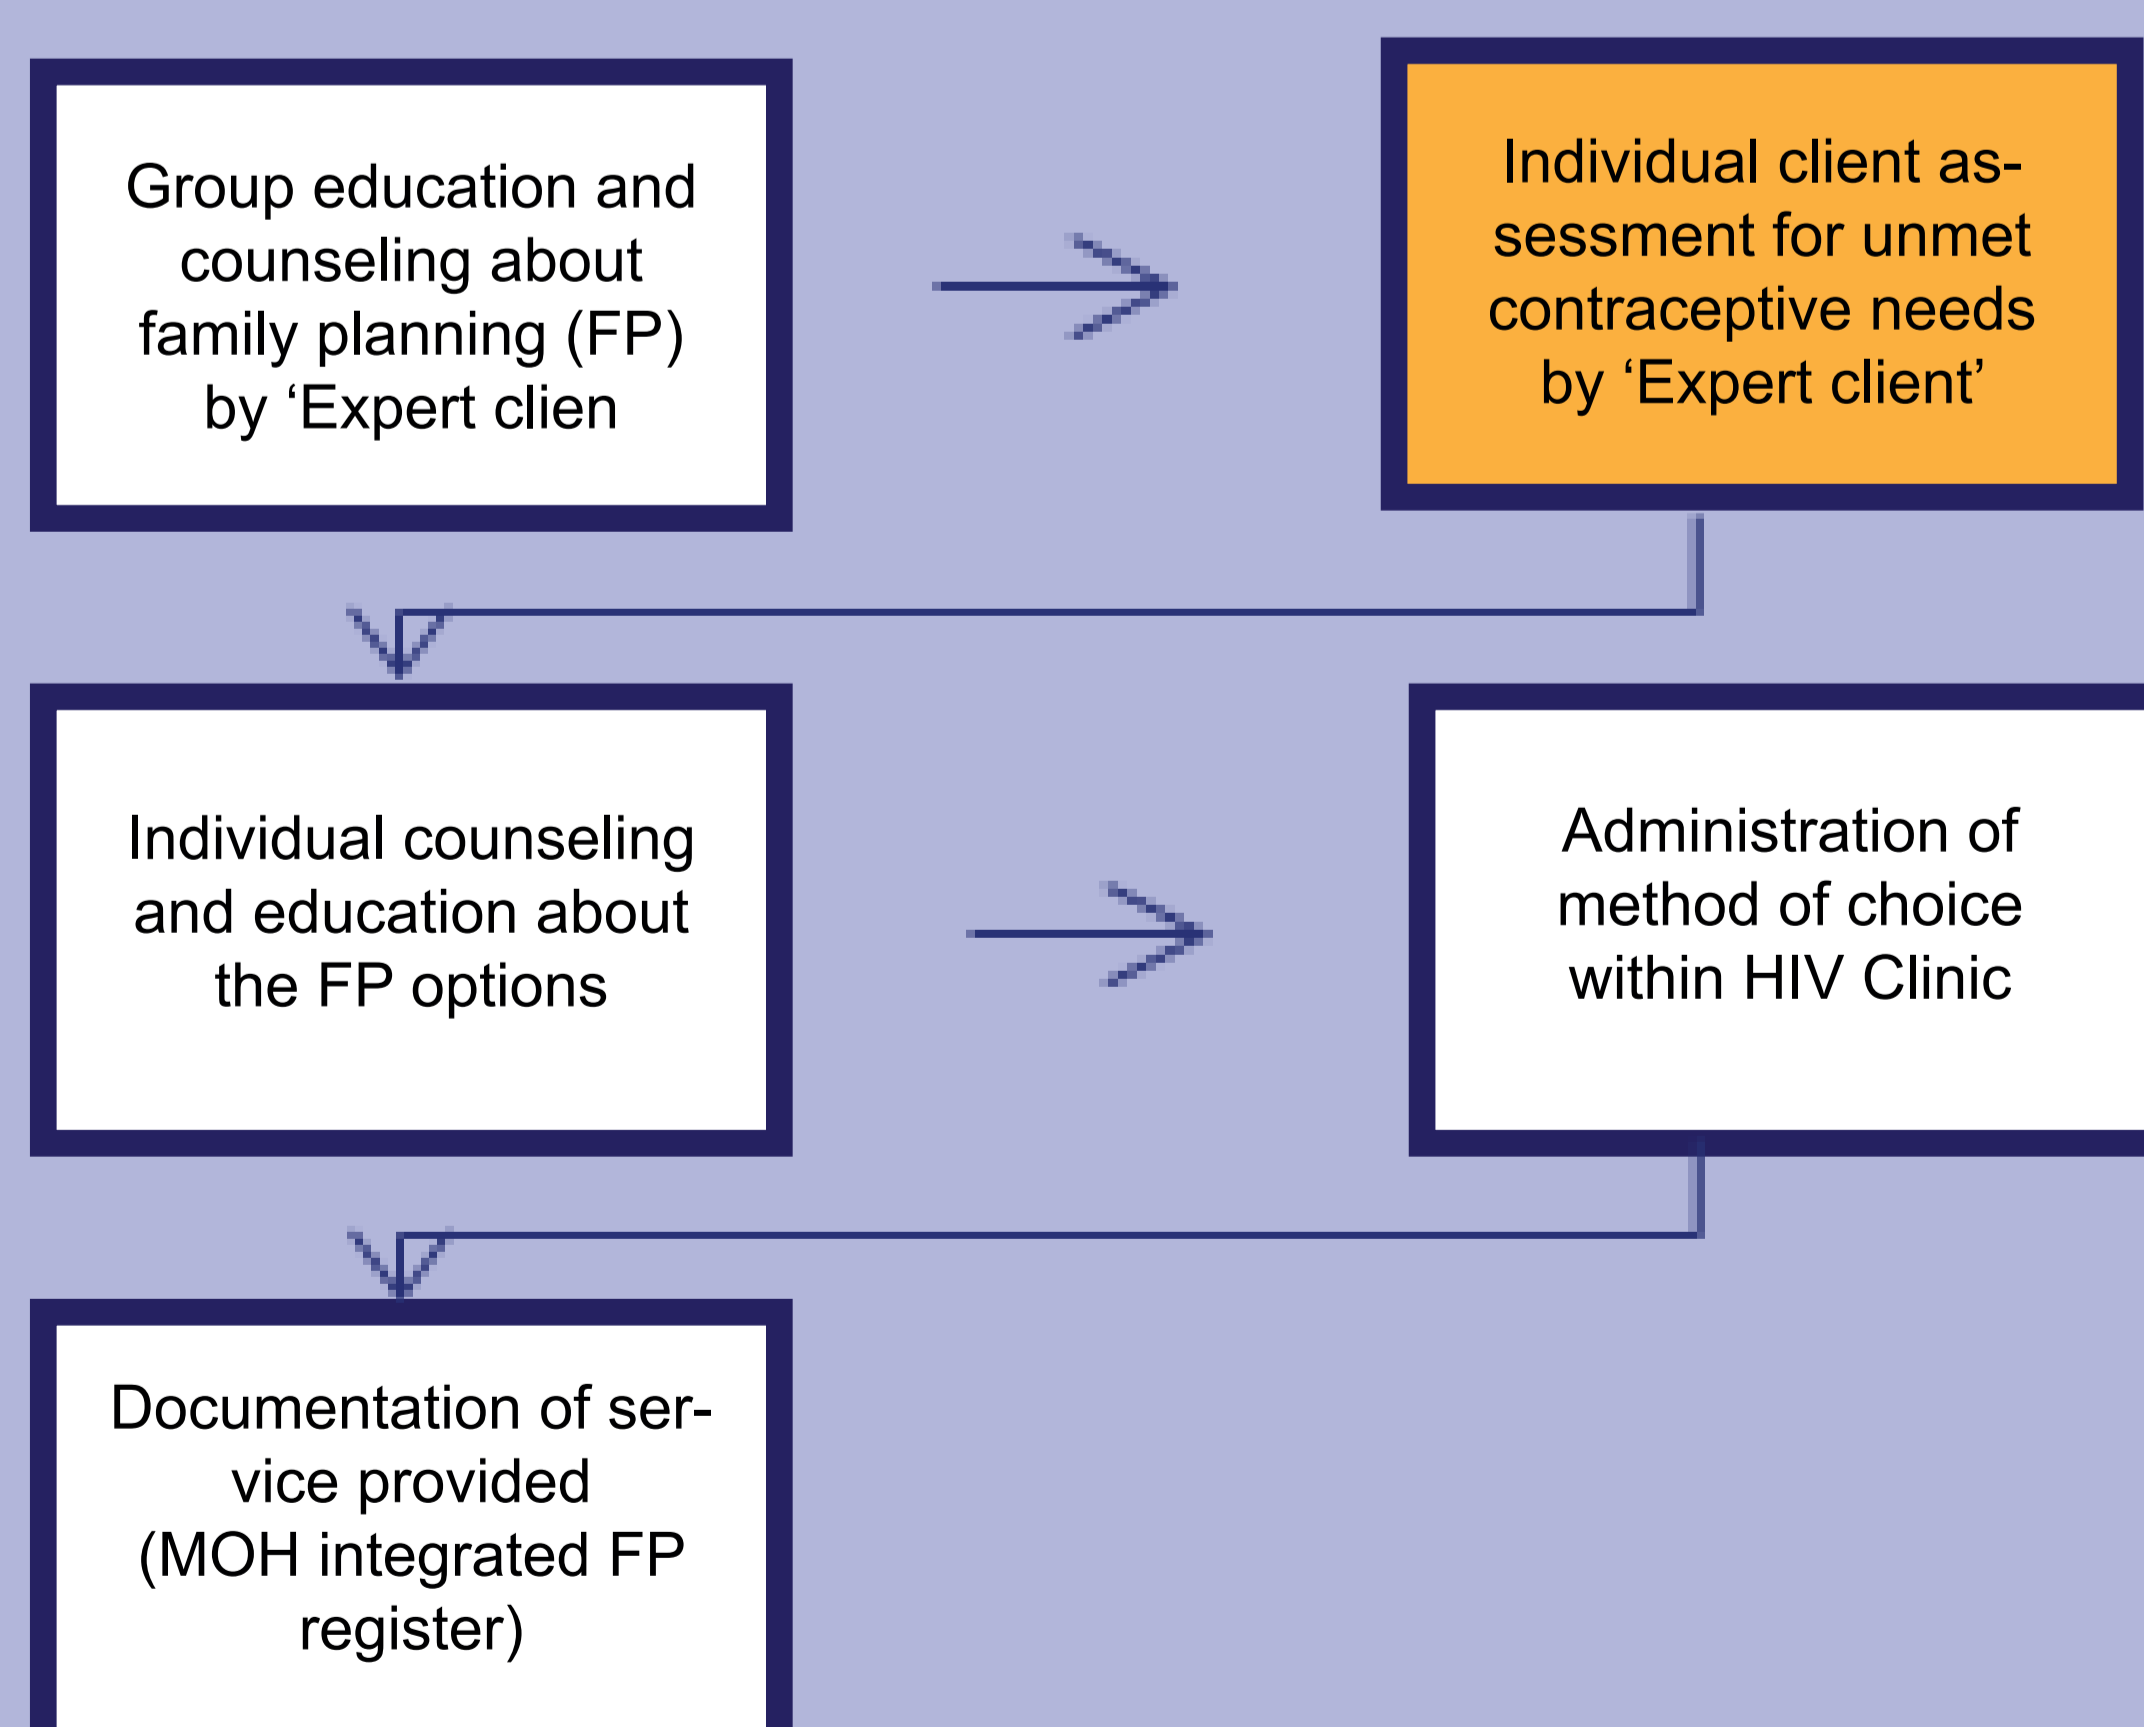 Group education and
counseling about
family planning (FP)
by ‘Expert clien
Individual client as-
sessment for unmet
contraceptive needs
by ‘Expert client’
Individual counseling
and education about
the FP options
Administration of
method of choice
within HIV Clinic
Documentation of ser-
vice provided
(MOH integrated FP
register)